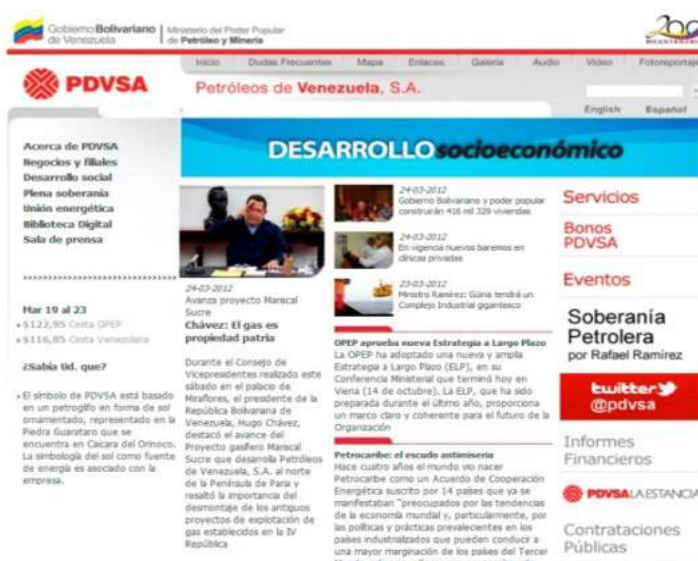 Gobierno Bolivariano
de Venezuela
Ministerio del Poder Popular
de Petróleo y Minería
200
BICENTENARIO
Inicio Dudas Frecuentes Mapa Enlaces Galería Audio Video Fotoreportaje
PDVSA
Petróleos de Venezuela, S.A.
English Español
Acerca de PDVSA
Negocios y filiales
Desarrollo social
Plena soberanía
Unión energética
Biblioteca Digital
Sala de prensa
Mar 19 al 23
$122,95 Cesta OPEP
$116,85 Cesta Venezolana
¿Sabía Ud. que?
El símbolo de PDVSA está basado
en un petroglifo en forma de sol
ornamentado, representado en la
Piedra Guarataro que se
encuentra en Caicara del Orinoco.
La simbología del sol como fuente
de energía es asociado con la
empresa.
DESARROLLO socioeconómico
24-03-2012
Avanza proyecto Mariscal
Sucre
Chávez: El gas es
propiedad patria
Durante el Consejo de
Vicepresidentes realizado este
sábado en el palacio de
Miraflores, el presidente de la
República Bolivariana de
Venezuela, Hugo Chávez,
destacó el avance del
Proyecto gasífero Mariscal
Sucre que desarrolla Petróleos
de Venezuela, S.A. al norte
de la Península de Paria y
resaltó la importancia del
desmontaje de los antiguos
proyectos de explotación de
gas establecidos en la IV
República
24-03-2012
Gobierno Bolivariano y poder popular
construirán 416 mil 329 viviendas
24-03-2012
En vigencia nuevos baremos en
clínicas privadas
23-03-2012
Ministro Ramírez: Güiria tendrá un
Complejo Industrial gigantesco
OPEP aprueba nueva Estrategia a Largo Plazo
La OPEP ha adoptado una nueva y amplia
Estrategia a Largo Plazo (ELP), en su
Conferencia Ministerial que terminó hoy en
Viena (14 de octubre). La ELP, que ha sido
preparada durante el último año, proporciona
un marco claro y coherente para el futuro de la
Organización
Petrocaribe: el escudo antimiseria
Hace cuatro años el mundo vio nacer
Petrocaribe como un Acuerdo de Cooperación
Energética suscrito por 14 países que ya se
manifestaban "preocupados por las tendencias
de la economía mundial y, particularmente, por
las políticas y prácticas prevalecientes en los
países industrializados que pueden conducir a
una mayor marginación de los países del Tercer
Servicios
Bonos
PDVSA
Eventos
Soberanía
Petrolera
por Rafael Ramírez
twitter
@pdvsa
Informes
Financieros
PDVSA LA ESTANCIA
Contrataciones
Públicas